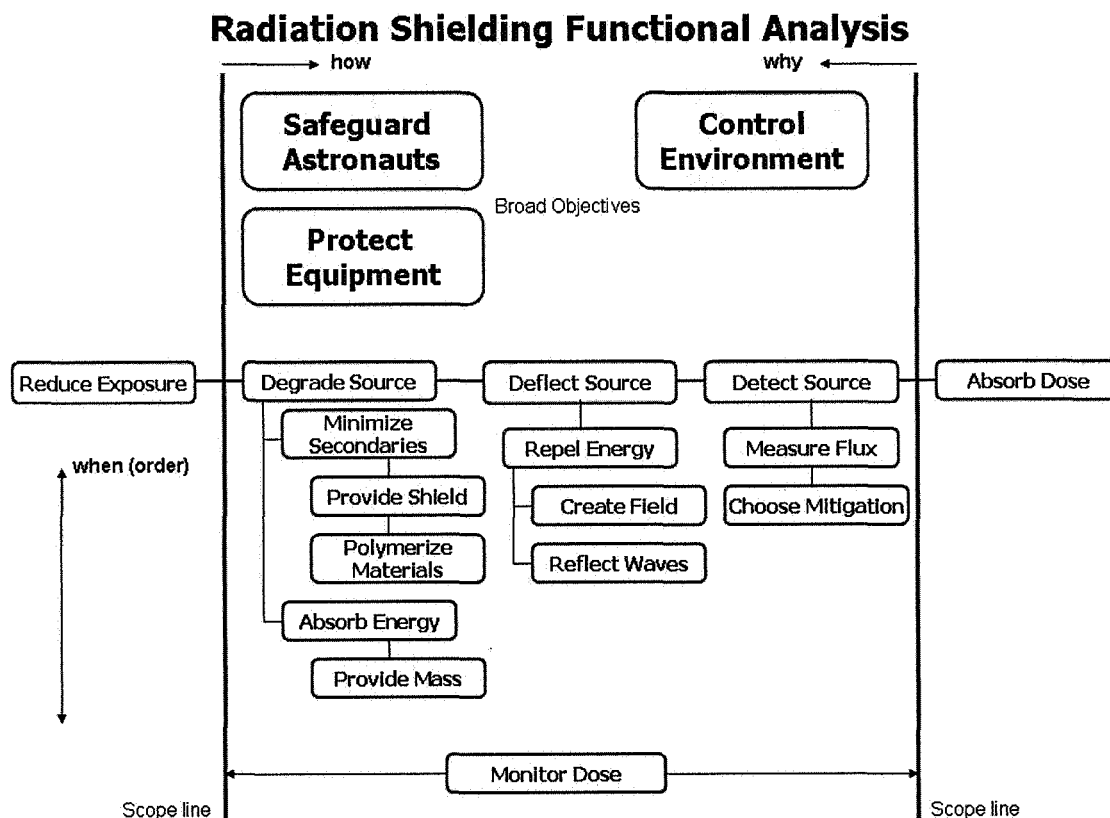 Radiation Shielding Functional Analysis
how
why
Safeguard
Astronauts
Control
Environment
Broad Objectives
Protect
Equipment
Reduce Exposure
Degrade Source
Deflect Source
Detect Source
Absorb Dose
Minimize
Secondaries
Repel Energy
Measure Flux
when (order)
Provide Shield
Create Field
Choose Mitigation
Polymerize
Materials
Reflect Waves
Absorb Energy
Provide Mass
Monitor Dose
Scope line
Scope line